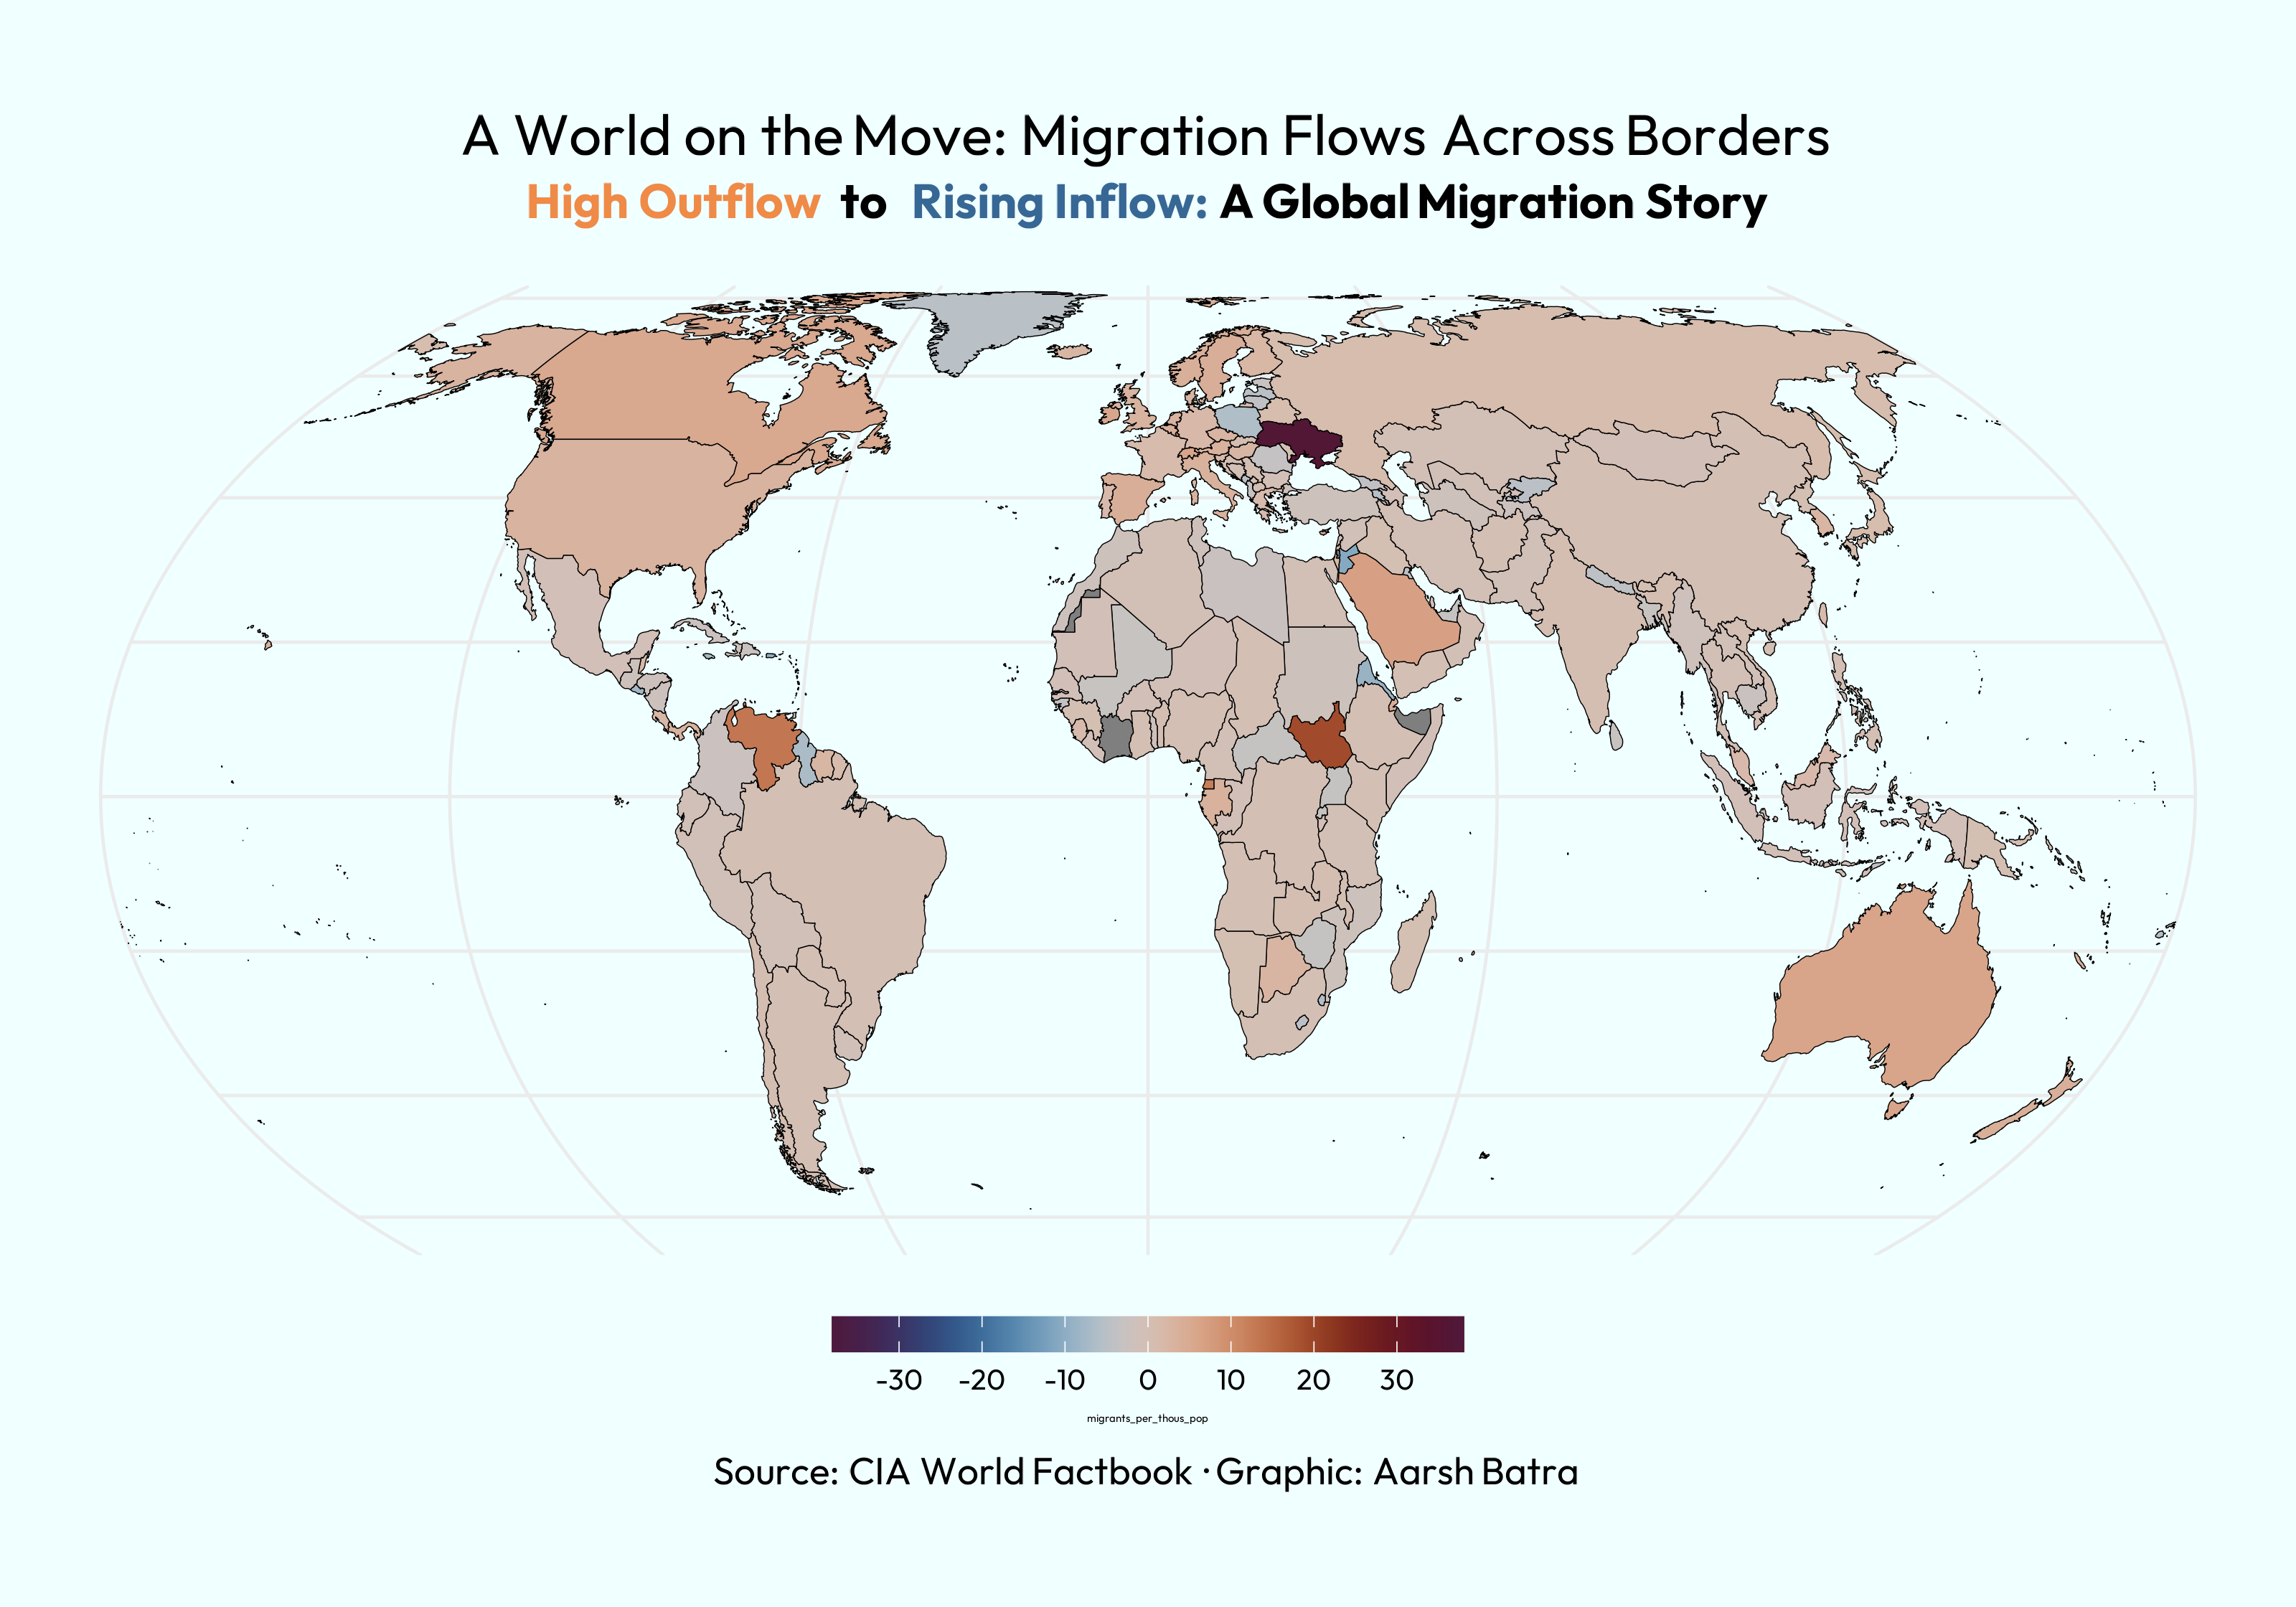 A World on the Move: Migration Flows Across Borders
High Outflow to Rising Inflow: A Global Migration Story
-30 -20 -10 0 10 20 30
migrants_per_thous_pop
Source: CIA World Factbook · Graphic: Aarsh Batra